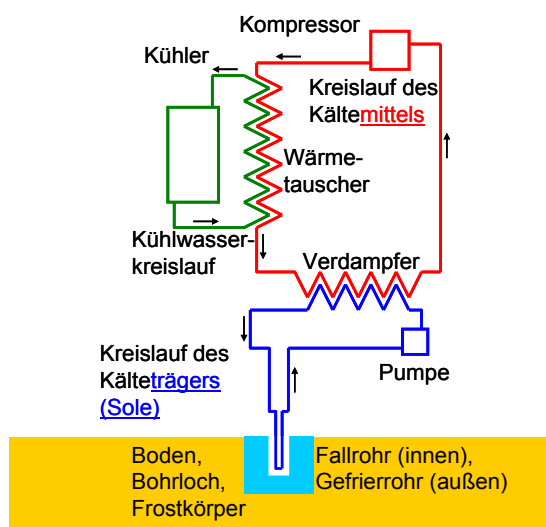 Kompressor
Kühler
Kreislauf des
Kältemittels
Wärme-
tauscher
Kühlwasser-
kreislauf
Verdampfer
Kreislauf des
Kälteträgers
(Sole)
Pumpe
Boden,
Bohrloch,
Frostkörper
Fallrohr (innen),
Gefrierrohr (außen)